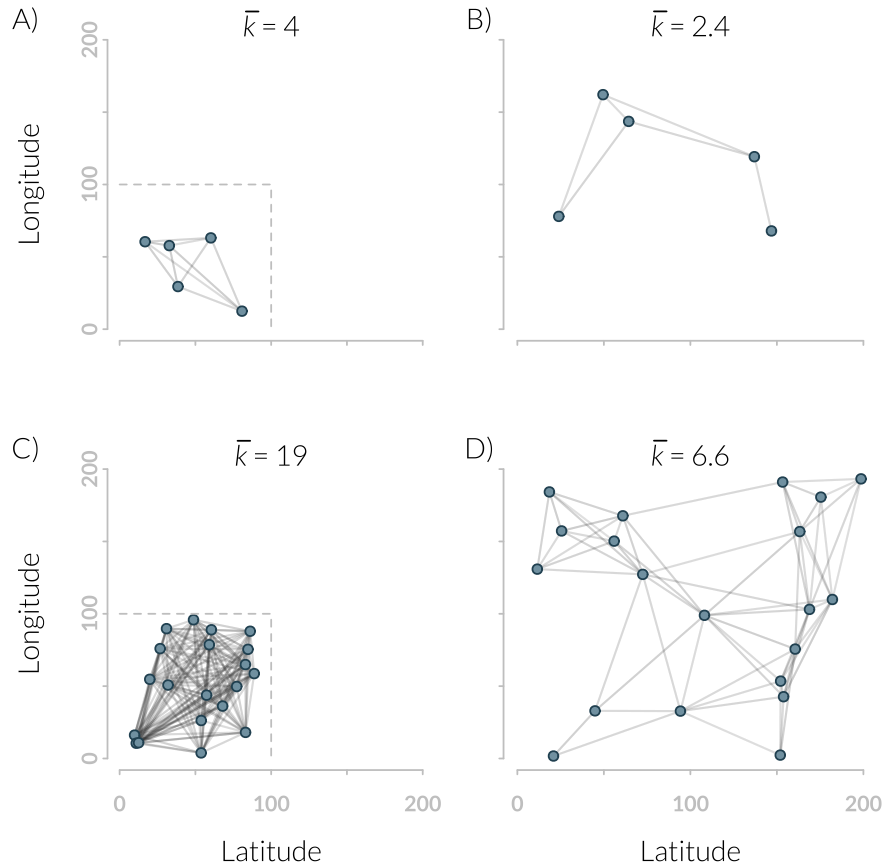 A)
k̅ = 4
B)
k̅ = 2.4
Longitude
0
100
200
C)
k̅ = 19
D)
k̅ = 6.6
Longitude
0
100
200
0
100
200
0
100
200
Latitude
Latitude